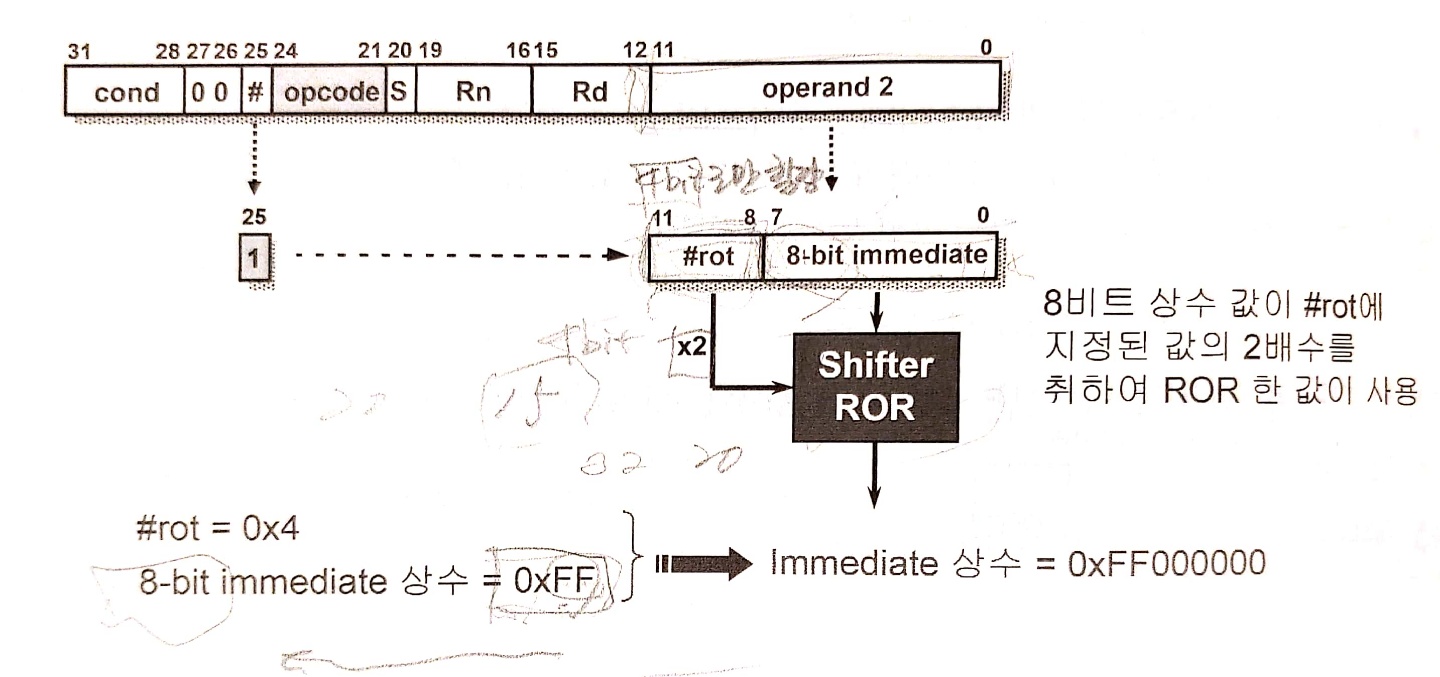 31 28 27 26 25 24 21 20 19 16 15 12 11 0
cond 0 0 # opcode S Rn Rd operand 2
25 11 8 7 0
1 #rot 8-bit immediate
8비트 상수 값이 #rot에
지정된 값의 2배수를
취하여 ROR 한 값이 사용
4bit x2
Shifter
ROR
15
32 20
#rot = 0x4
8-bit immediate 상수 = 0xFF
Immediate 상수 = 0xFF000000